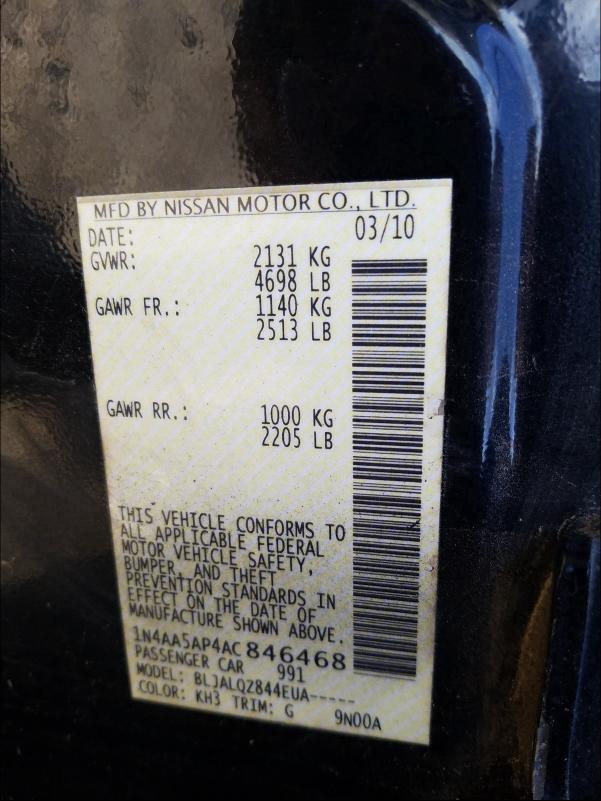 MFD BY NISSAN MOTOR CO., LTD.
DATE: 03/10
GVWR: 2131 KG
4698 LB
GAWR FR.: 1140 KG
2513 LB
GAWR RR.: 1000 KG
2205 LB
THIS VEHICLE CONFORMS TO
ALL APPLICABLE FEDERAL
MOTOR VEHICLE SAFETY,
BUMPER, AND THEFT
PREVENTION STANDARDS IN
EFFECT ON THE DATE OF
MANUFACTURE SHOWN ABOVE.
1N4AA5AP4AC846468
PASSENGER CAR 991
MODEL: BLJALQZ844EUA-----
COLOR: KH3 TRIM: G 9N00A